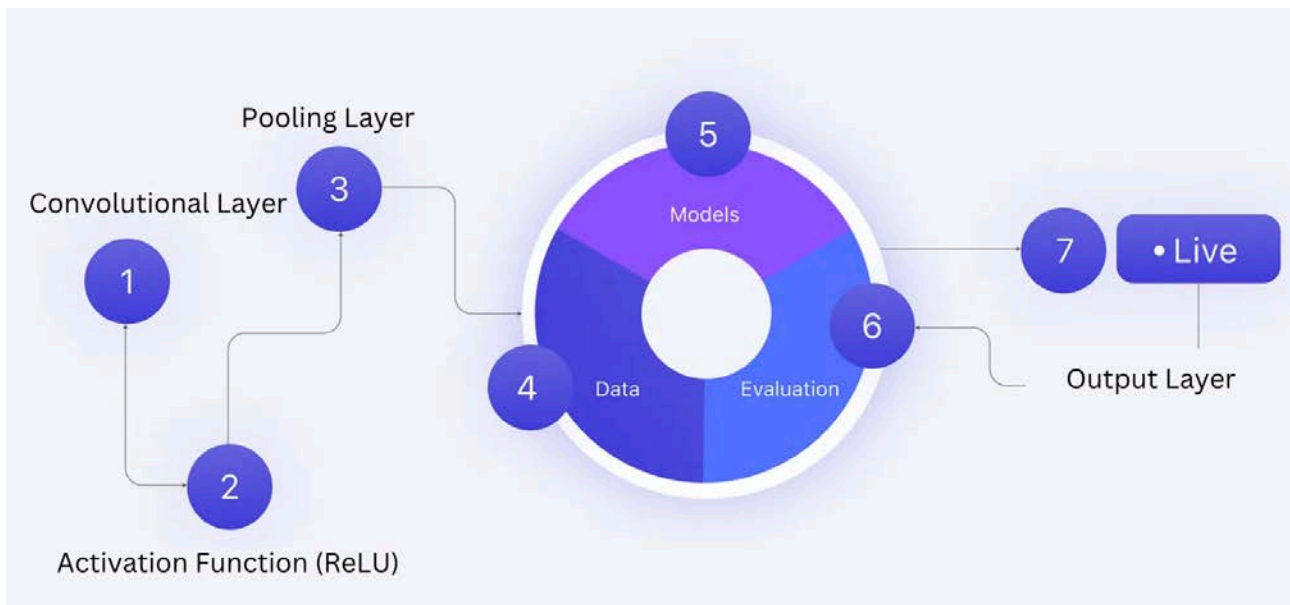 Convolutional Layer
1
2
Activation Function (ReLU)
Pooling Layer
3
4
Data
5
Models
6
Evaluation
7
• Live
Output Layer